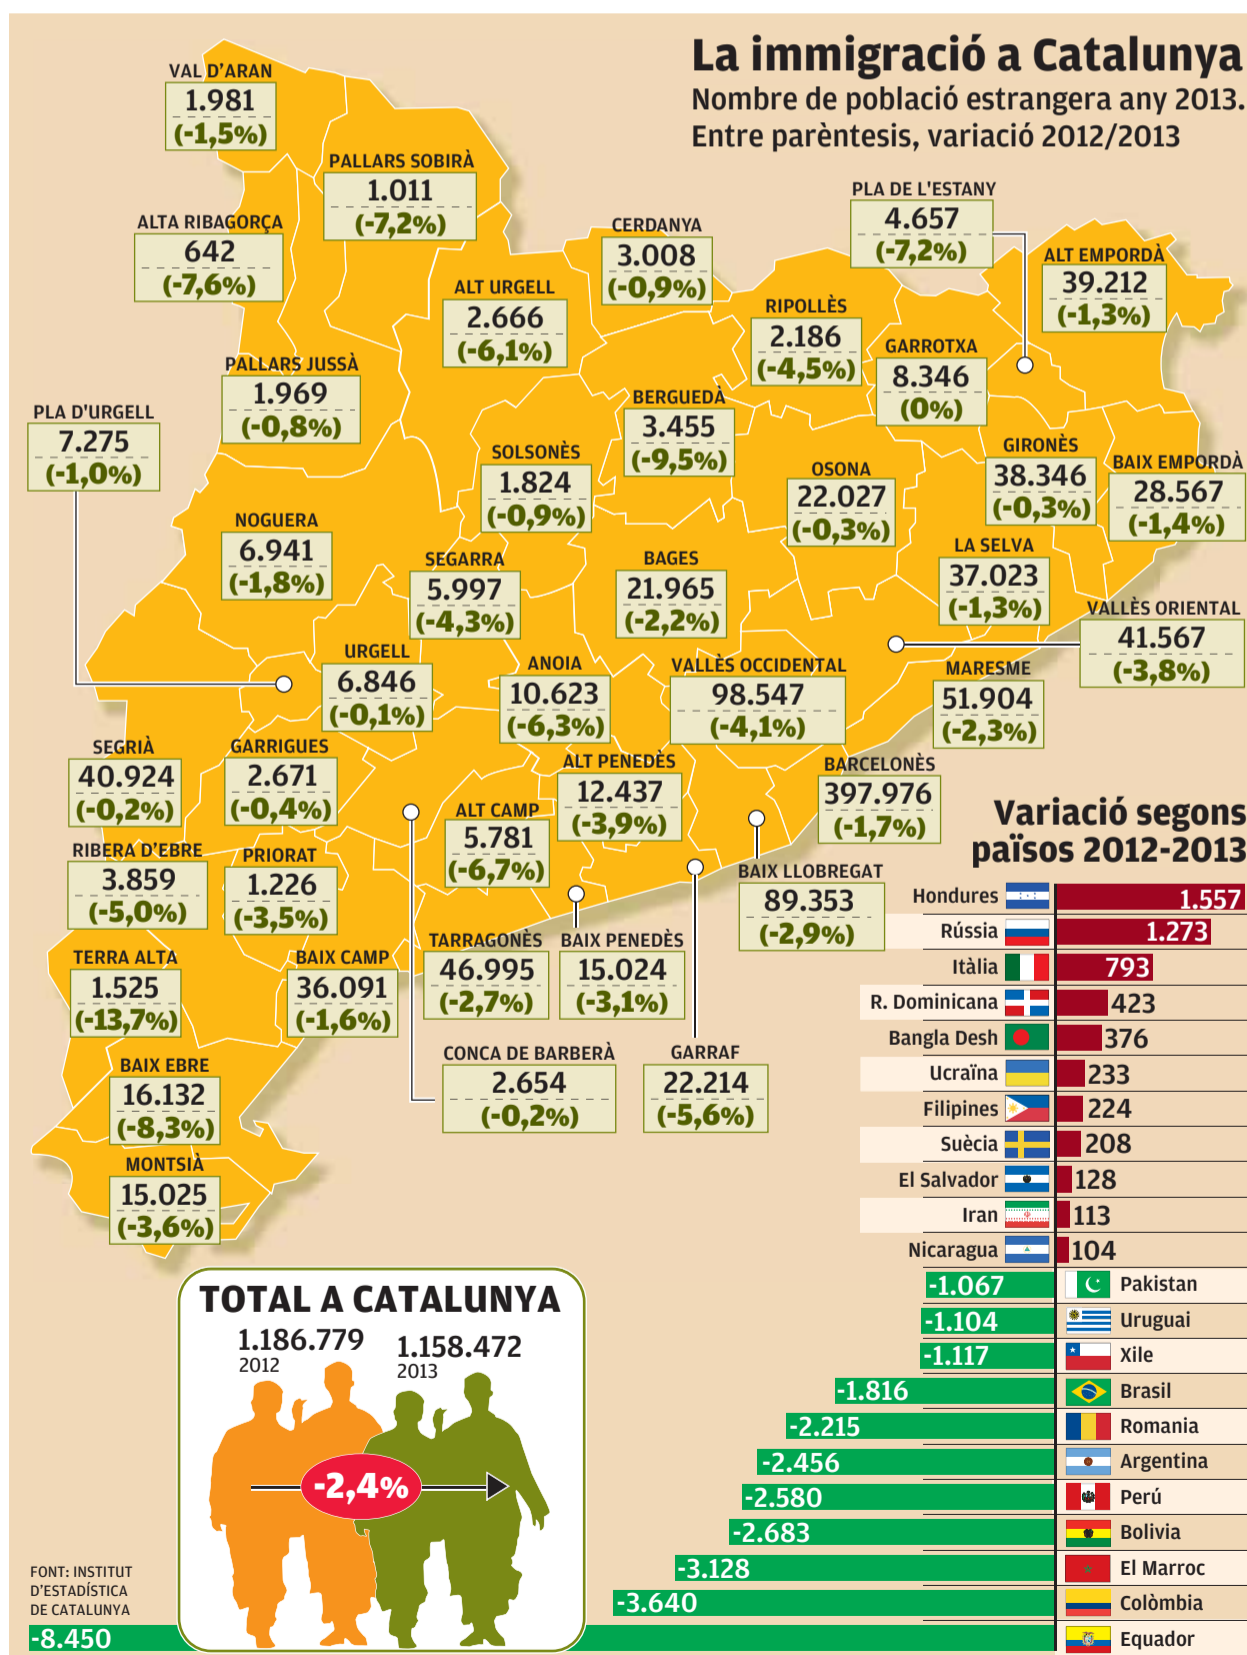 La immigració a Catalunya
Nombre de població estrangera any 2013.
Entre parèntesis, variació 2012/2013
VAL D'ARAN
1.981
(-1,5%)
PALLARS SOBIRÀ
1.011
(-7,2%)
ALTA RIBAGORÇA
642
(-7,6%)
PLA DE L'ESTANY
4.657
(-7,2%)
CERDANYA
3.008
(-0,9%)
ALT EMPORDÀ
39.212
(-1,3%)
ALT URGELL
2.666
(-6,1%)
RIPOLLÈS
2.186
(-4,5%)
GARROTXA
8.346
(0%)
PALLARS JUSSÀ
1.969
(-0,8%)
PLA D'URGELL
7.275
(-1,0%)
BERGUEDÀ
3.455
(-9,5%)
SOLSONÈS
1.824
(-0,9%)
OSONA
22.027
(-0,3%)
GIRONÈS
38.346
(-0,3%)
BAIX EMPORDÀ
28.567
(-1,4%)
NOGUERA
6.941
(-1,8%)
SEGARRA
5.997
(-4,3%)
BAGES
21.965
(-2,2%)
LA SELVA
37.023
(-1,3%)
VALLÈS ORIENTAL
41.567
(-3,8%)
URGELL
6.846
(-0,1%)
ANOIA
10.623
(-6,3%)
VALLÈS OCCIDENTAL
98.547
(-4,1%)
MARESME
51.904
(-2,3%)
SEGRIÀ
40.924
(-0,2%)
GARRIGUES
2.671
(-0,4%)
ALT PENEDÈS
12.437
(-3,9%)
BARCELONÈS
397.976
(-1,7%)
ALT CAMP
5.781
(-6,7%)
RIBERA D'EBRE
3.859
(-5,0%)
PRIORAT
1.226
(-3,5%)
BAIX LLOBREGAT
89.353
(-2,9%)
TERRA ALTA
1.525
(-13,7%)
BAIX CAMP
36.091
(-1,6%)
TARRAGONÈS
46.995
(-2,7%)
BAIX PENEDÈS
15.024
(-3,1%)
CONCA DE BARBERÀ
2.654
(-0,2%)
GARRAF
22.214
(-5,6%)
BAIX EBRE
16.132
(-8,3%)
MONTSIÀ
15.025
(-3,6%)
Variació segons
països 2012-2013
Hondures 1.557
Rússia 1.273
Itàlia 793
R. Dominicana 423
Bangla Desh 376
Ucraïna 233
Filipines 224
Suècia 208
El Salvador 128
Iran 113
Nicaragua 104
-1.067 Pakistan
-1.104 Uruguai
-1.117 Xile
-1.816 Brasil
-2.215 Romania
-2.456 Argentina
-2.580 Perú
-2.683 Bolivia
-3.128 El Marroc
-3.640 Colòmbia
-8.450 Equador
TOTAL A CATALUNYA
1.186.779
2012
1.158.472
2013
-2,4%
FONT: INSTITUT
D'ESTADÍSTICA
DE CATALUNYA